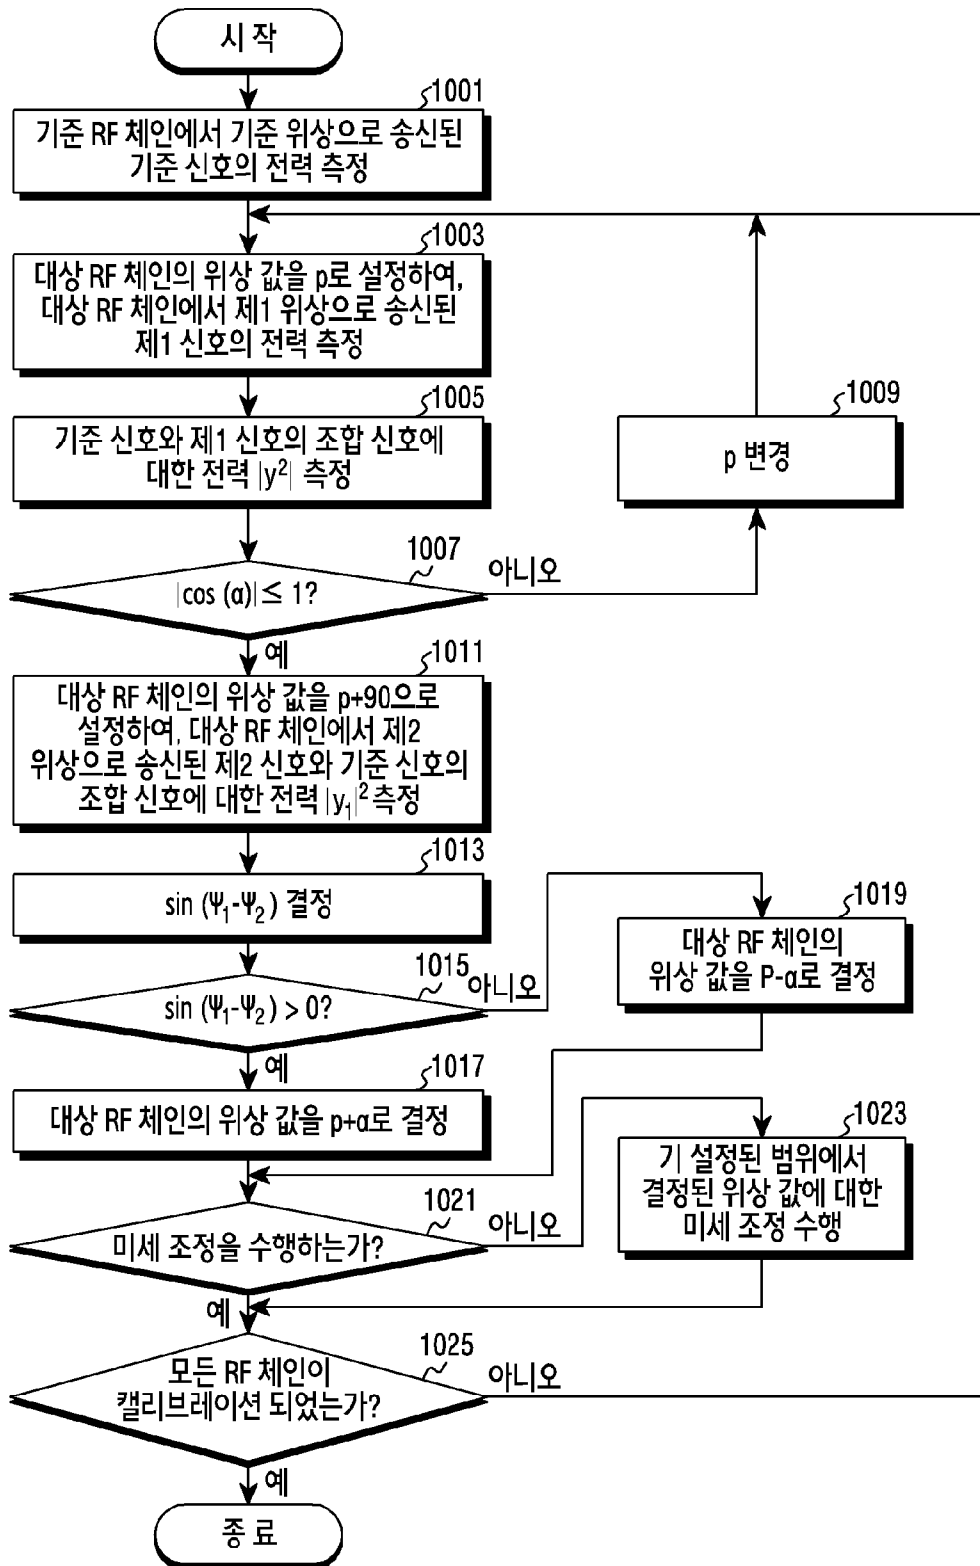 시 작
1001
기준 RF 체인에서 기준 위상으로 송신된
기준 신호의 전력 측정
1003
대상 RF 체인의 위상 값을 p로 설정하여,
대상 RF 체인에서 제1 위상으로 송신된
제1 신호의 전력 측정
1005
기준 신호와 제1 신호의 조합 신호에
대한 전력 |y²| 측정
1009
p 변경
1007
|cos (α)| ≤ 1?
아니오
예
1011
대상 RF 체인의 위상 값을 p+90으로
설정하여, 대상 RF 체인에서 제2
위상으로 송신된 제2 신호와 기준 신호의
조합 신호에 대한 전력 |y₁|² 측정
1013
sin (Ψ₁-Ψ₂) 결정
1015
sin (Ψ₁-Ψ₂) > 0?
아니오
예
1019
대상 RF 체인의
위상 값을 P-α로 결정
1017
대상 RF 체인의 위상 값을 p+α로 결정
1021
미세 조정을 수행하는가?
아니오
예
1023
기 설정된 범위에서
결정된 위상 값에 대한
미세 조정 수행
1025
모든 RF 체인이
캘리브레이션 되었는가?
아니오
예
종 료